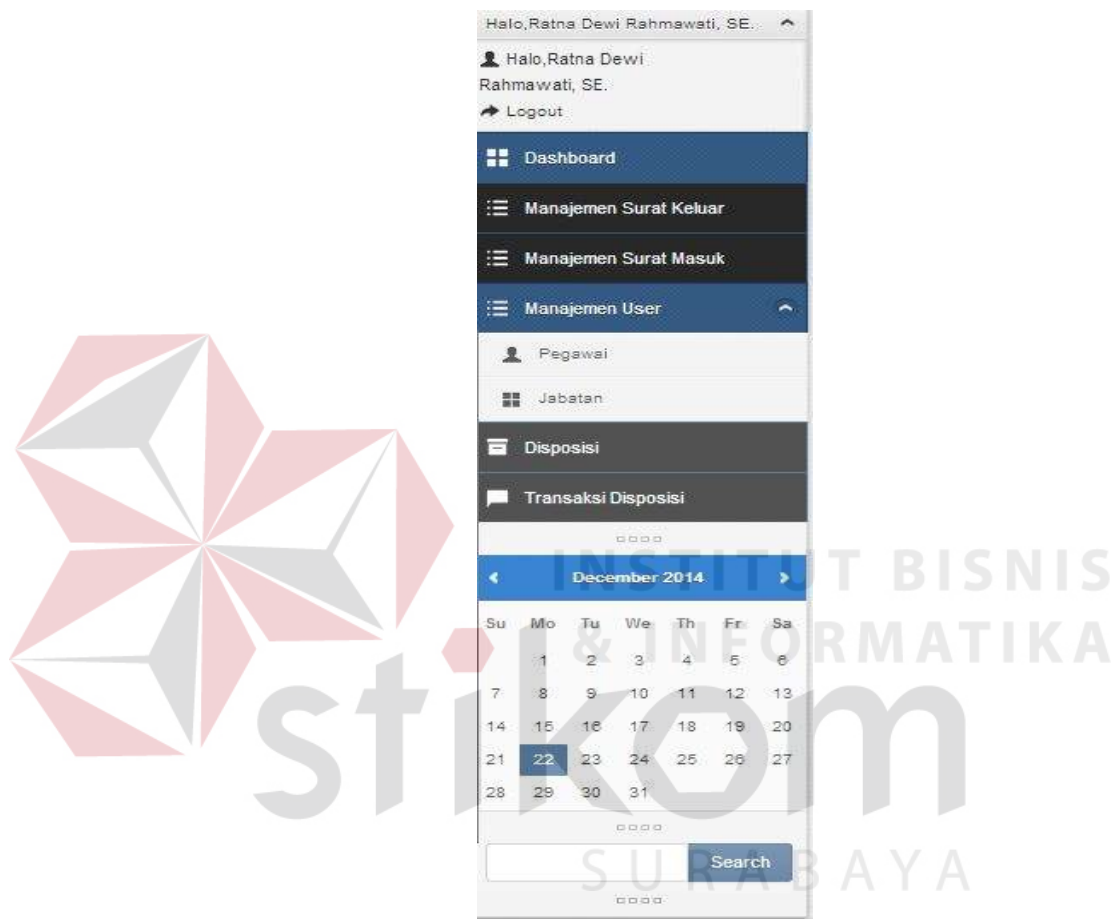 Halo,Ratna Dewi Rahmawati, SE.
Halo,Ratna Dewi
Rahmawati, SE.
Logout
Dashboard
Manajemen Surat Keluar
Manajemen Surat Masuk
Manajemen User
Pegawai
Jabatan
Disposisi
Transaksi Disposisi
December 2014
Su Mo Tu We Th Fr Sa
1 2 3 4 5 6
7 8 9 10 11 12 13
14 15 16 17 18 19 20
21 22 23 24 25 26 27
28 29 30 31
Search
INSTITUT BISNIS
& INFORMATIKA
stikom
SURABAYA